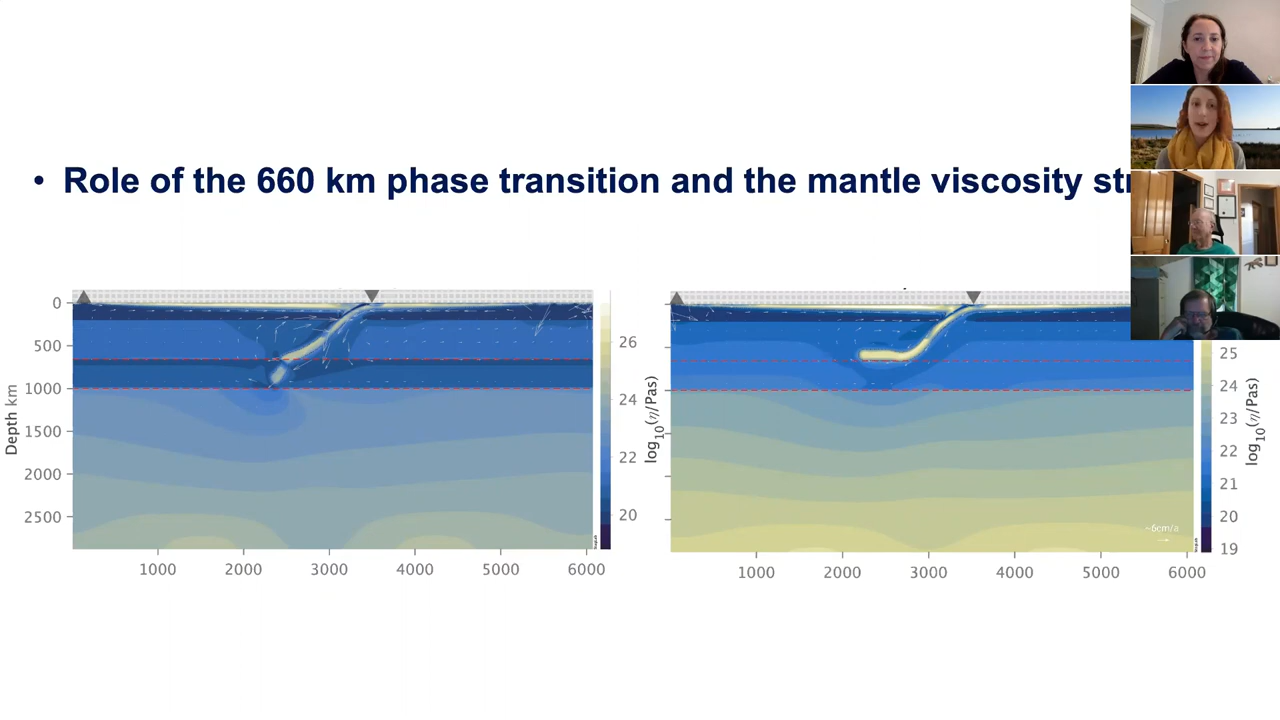 • Role of the 660 km phase transition and the mantle viscosity
0
500
1000
1500
2000
2500
Depth km
1000 2000 3000 4000 5000 6000
26
24
22
20
log10(η/Pas)
~6cm/a
1000 2000 3000 4000 5000 6000
25
24
23
22
21
20
19
log10(η/Pas)